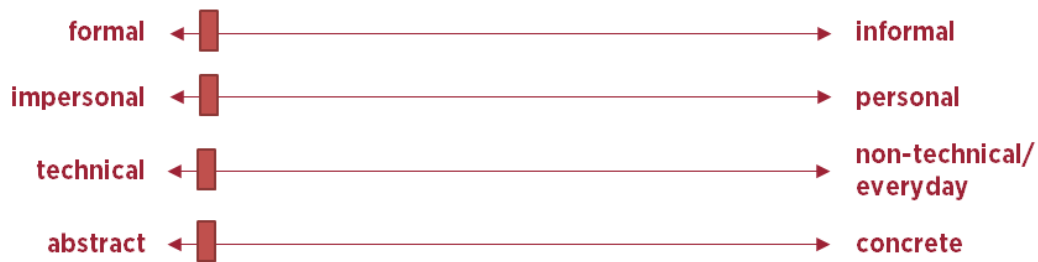 formal informal
impersonal personal
technical non-technical/
everyday
abstract concrete